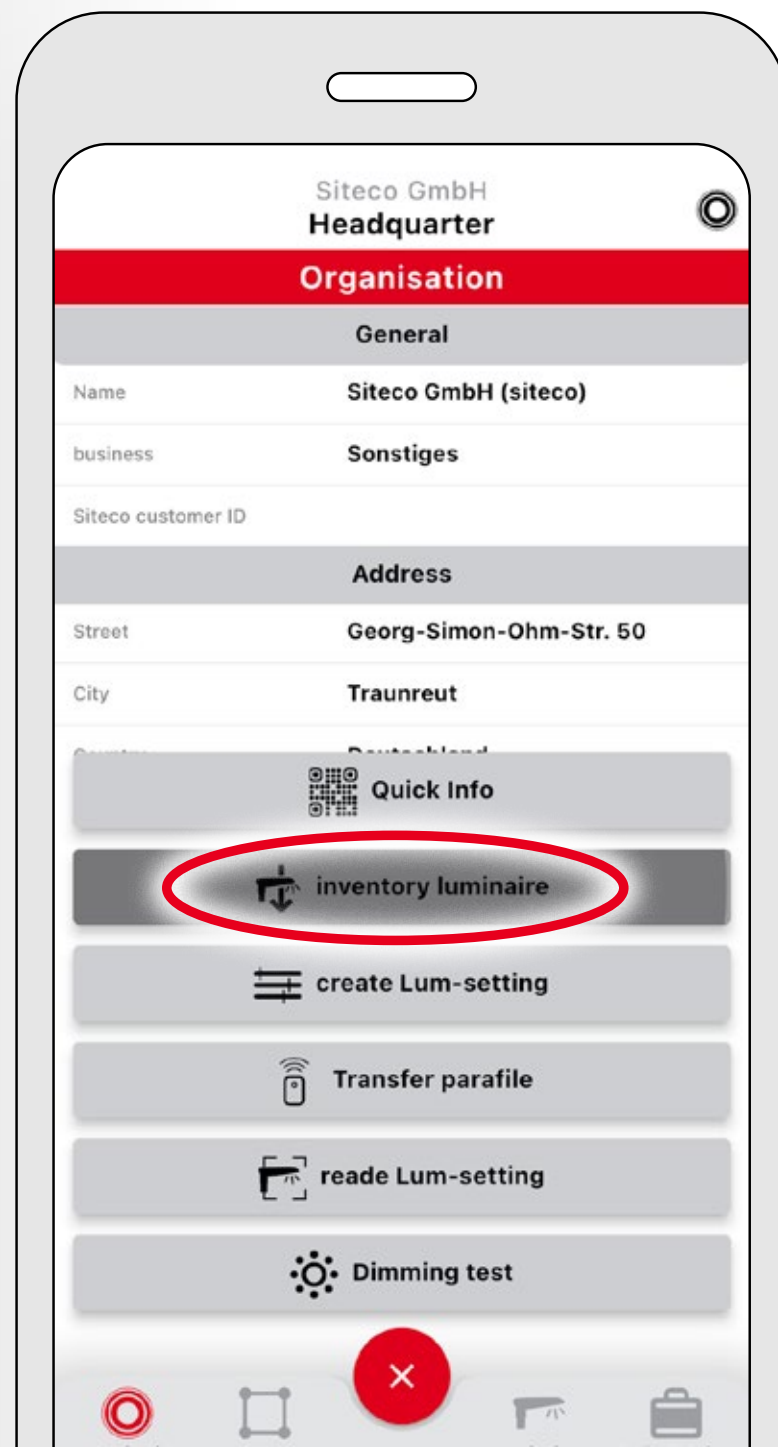 Siteco GmbH
Headquarter
Organisation
General
Name Siteco GmbH (siteco)
business Sonstiges
Siteco customer ID
Address
Street Georg-Simon-Ohm-Str. 50
City Traunreut
Quick Info
inventory luminaire
create Lum-setting
Transfer parafile
reade Lum-setting
Dimming test